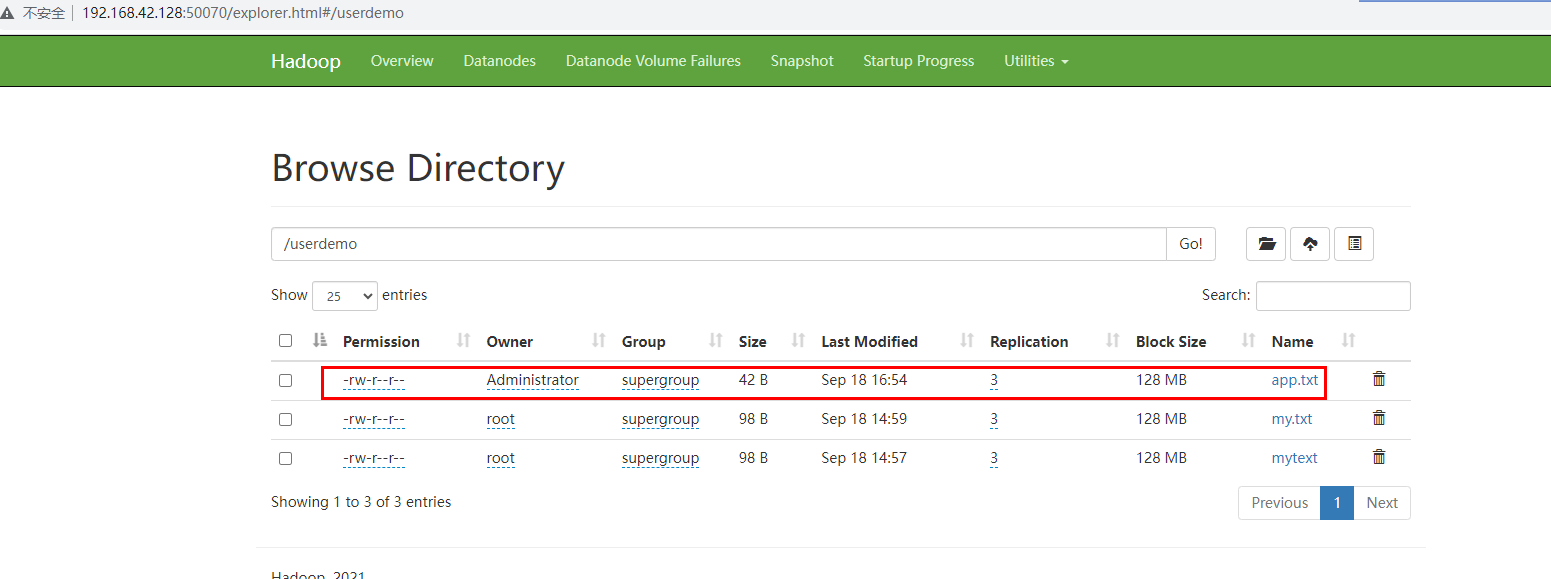 不安全 192.168.42.128:50070/explorer.html#/userdemo
Hadoop Overview Datanodes Datanode Volume Failures Snapshot Startup Progress Utilities
Browse Directory
/userdemo Go!
Show 25 entries Search:
Permission Owner Group Size Last Modified Replication Block Size Name
-rw-r--r-- Administrator supergroup 42 B Sep 18 16:54 3 128 MB app.txt
-rw-r--r-- root supergroup 98 B Sep 18 14:59 3 128 MB my.txt
-rw-r--r-- root supergroup 98 B Sep 18 14:57 3 128 MB mytext
Showing 1 to 3 of 3 entries Previous 1 Next
Hadoop, 2021.